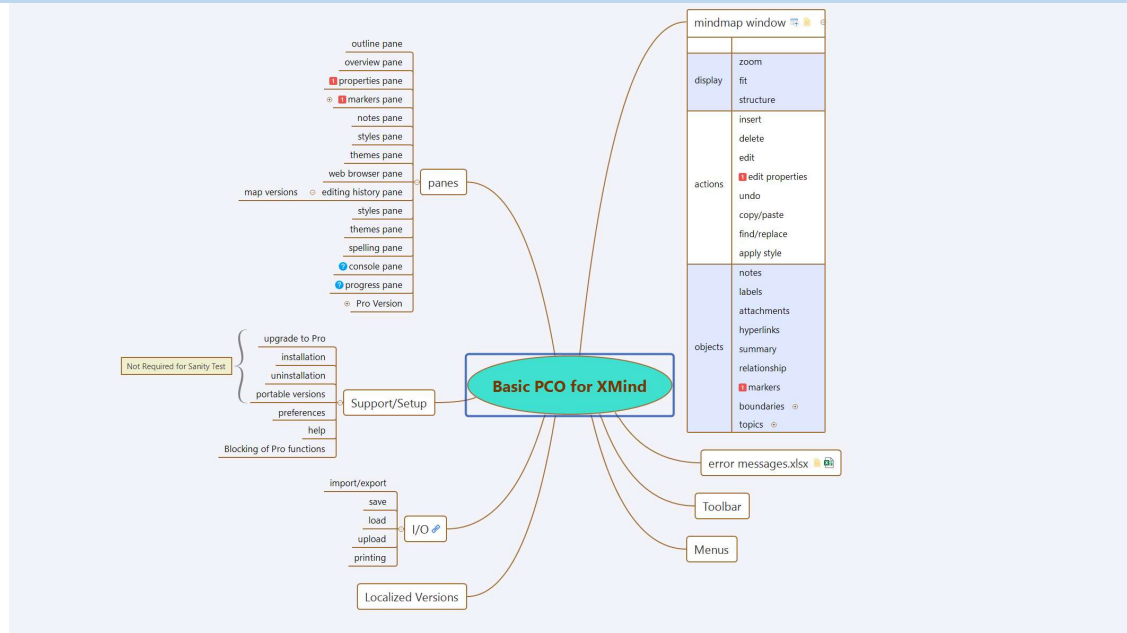 mindmap window
display
zoom
fit
structure
actions
insert
delete
edit
1 edit properties
undo
copy/paste
find/replace
apply style
objects
notes
labels
attachments
hyperlinks
summary
relationship
1 markers
boundaries
topics
outline pane
overview pane
1 properties pane
1 markers pane
notes pane
styles pane
themes pane
web browser pane
map versions editing history pane
styles pane
themes pane
spelling pane
? console pane
? progress pane
Pro Version
panes
Basic PCO for XMind
upgrade to Pro
installation
Not Required for Sanity Test
uninstallation
portable versions
preferences
help
Blocking of Pro functions
Support/Setup
import/export
save
load
upload
printing
I/O
Localized Versions
error messages.xlsx
Toolbar
Menus